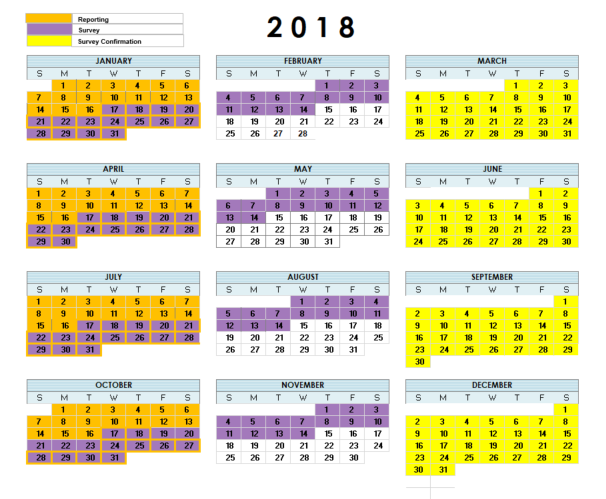 2018
Reporting
Survey
Survey Confirmation
JANUARY FEBRUARY MARCH
S M T W T F S S M T W T F S S M T W T F S
1 2 3 4 5 6 1 2 3 1 2 3
7 8 9 10 11 12 13 4 5 6 7 8 9 10 4 5 6 7 8 9 10
14 15 16 17 18 19 20 11 12 13 14 15 16 17 11 12 13 14 15 16 17
21 22 23 24 25 26 27 18 19 20 21 22 23 24 18 19 20 21 22 23 24
28 29 30 31 25 26 27 28 25 26 27 28 29 30 31
APRIL MAY JUNE
S M T W T F S S M T W T F S S M T W T F S
1 2 3 4 5 6 7 1 2 3 4 5 1 2
8 9 10 11 12 13 14 6 7 8 9 10 11 12 3 4 5 6 7 8 9
15 16 17 18 19 20 21 13 14 15 16 17 18 19 10 11 12 13 14 15 16
22 23 24 25 26 27 28 20 21 22 23 24 25 26 17 18 19 20 21 22 23
29 30 27 28 29 30 31 24 25 26 27 28 29 30
JULY AUGUST SEPTEMBER
S M T W T F S S M T W T F S S M T W T F S
1 2 3 4 5 6 7 1 2 3 4 1
8 9 10 11 12 13 14 5 6 7 8 9 10 11 2 3 4 5 6 7 8
15 16 17 18 19 20 21 12 13 14 15 16 17 18 9 10 11 12 13 14 15
22 23 24 25 26 27 28 19 20 21 22 23 24 25 16 17 18 19 20 21 22
29 30 31 26 27 28 29 30 31 23 24 25 26 27 28 29
30
OCTOBER NOVEMBER DECEMBER
S M T W T F S S M T W T F S S M T W T F S
1 2 3 4 5 6 1 2 3 1
7 8 9 10 11 12 13 4 5 6 7 8 9 10 2 3 4 5 6 7 8
14 15 16 17 18 19 20 11 12 13 14 15 16 17 9 10 11 12 13 14 15
21 22 23 24 25 26 27 18 19 20 21 22 23 24 16 17 18 19 20 21 22
28 29 30 31 25 26 27 28 29 30 23 24 25 26 27 28 29
30 31